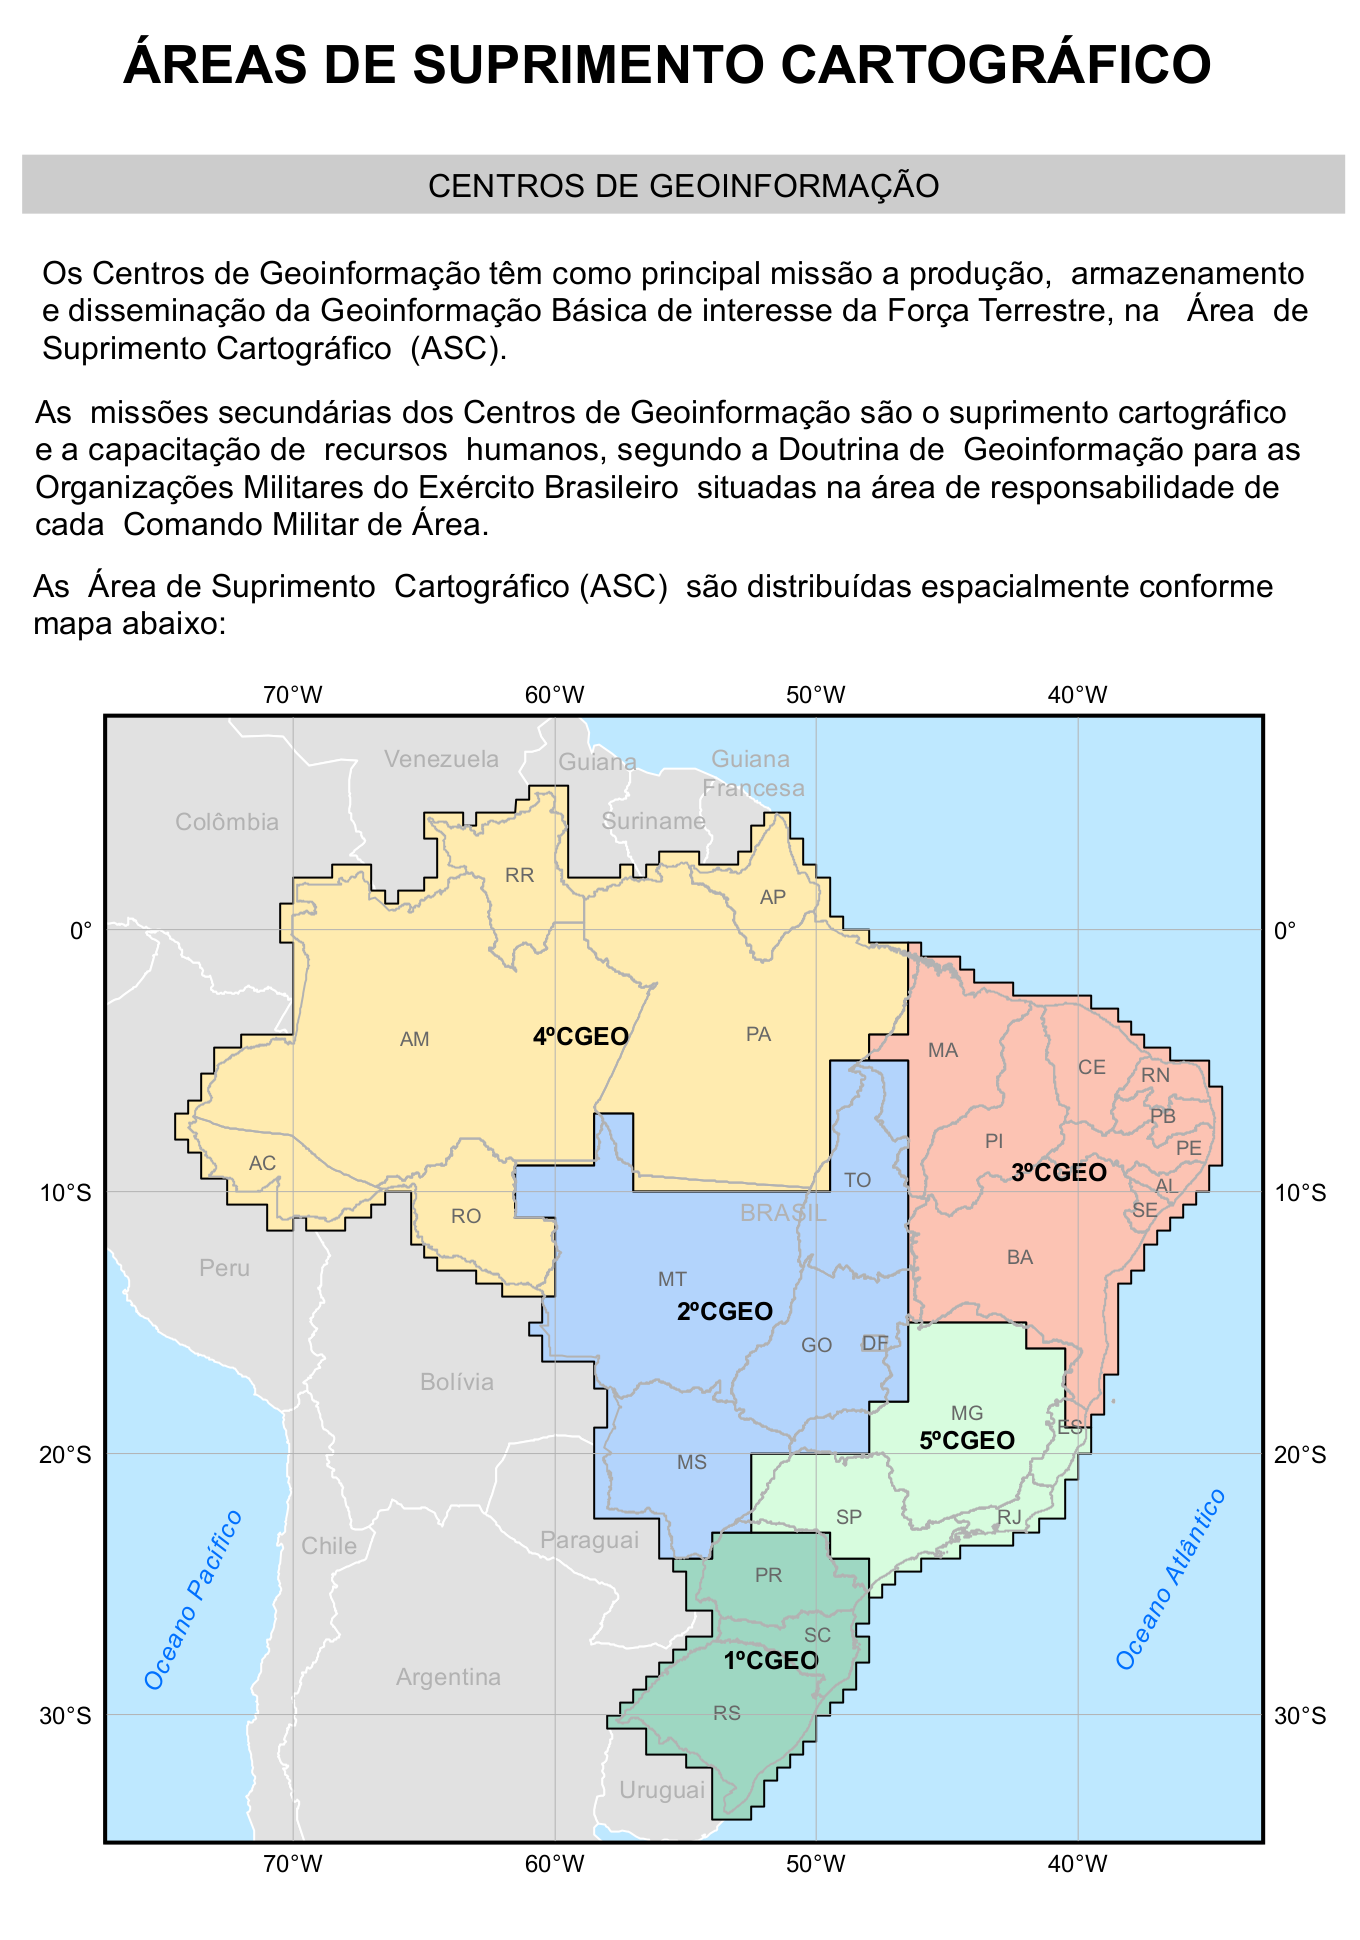 ÁREAS DE SUPRIMENTO CARTOGRÁFICO
CENTROS DE GEOINFORMAÇÃO
Os Centros de Geoinformação têm como principal missão a produção, armazenamento
e disseminação da Geoinformação Básica de interesse da Força Terrestre, na Área de
Suprimento Cartográfico (ASC).
As missões secundárias dos Centros de Geoinformação são o suprimento cartográfico
e a capacitação de recursos humanos, segundo a Doutrina de Geoinformação para as
Organizações Militares do Exército Brasileiro situadas na área de responsabilidade de
cada Comando Militar de Área.
As Área de Suprimento Cartográfico (ASC) são distribuídas espacialmente conforme
mapa abaixo:
70°W 60°W 50°W 40°W
Venezuela
Guiana
Guiana
Francesa
Colômbia
Suriname
RR
AP
0° 0°
AM
4ºCGEO
PA
MA
CE
RN
PB
PI
PE
AC
3ºCGEO
TO
AL
10°S 10°S
RO
BRASIL
SE
BA
Peru
MT
2ºCGEO
GO
DF
Bolívia
MG
ES
5ºCGEO
20°S 20°S
MS
SP
RJ
Chile
Paraguai
Oceano Pacífico
Oceano Atlântico
PR
SC
1ºCGEO
Argentina
RS
30°S 30°S
Uruguai
70°W 60°W 50°W 40°W